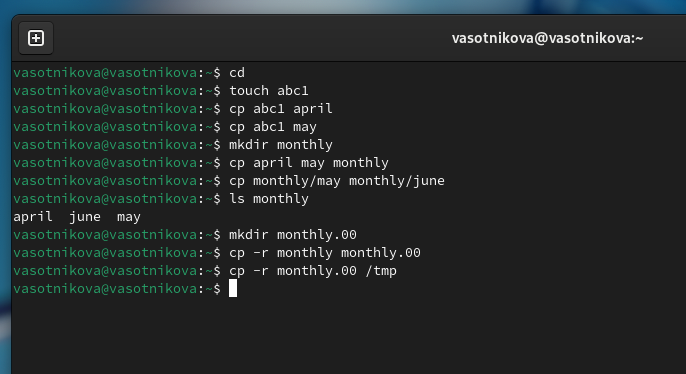 vasotnikova@vasotnikova:~
vasotnikova@vasotnikova:~$ cd
vasotnikova@vasotnikova:~$ touch abc1
vasotnikova@vasotnikova:~$ cp abc1 april
vasotnikova@vasotnikova:~$ cp abc1 may
vasotnikova@vasotnikova:~$ mkdir monthly
vasotnikova@vasotnikova:~$ cp april may monthly
vasotnikova@vasotnikova:~$ cp monthly/may monthly/june
vasotnikova@vasotnikova:~$ ls monthly
april  june  may
vasotnikova@vasotnikova:~$ mkdir monthly.00
vasotnikova@vasotnikova:~$ cp -r monthly monthly.00
vasotnikova@vasotnikova:~$ cp -r monthly.00 /tmp
vasotnikova@vasotnikova:~$